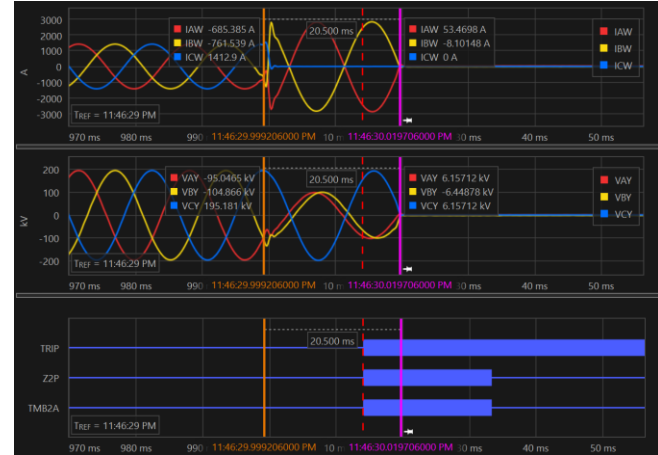 3000
2000
1000
0
-1000
-2000
-3000
A
IAW -685.385 A
IBW -761.539 A
ICW 1412.9 A
20.500 ms
IAW 53.4698 A
IBW -8.10148 A
ICW 0 A
IAW
IBW
ICW
TREF = 11:46:29 PM
970 ms 980 ms 990 11:46:29.999206000 PM 10 m 11:46:30.019706000 PM 30 ms 40 ms 50 ms
200
100
0
-100
-200
kV
VAY -95.0465 kV
VBY -104.866 kV
VCY 195.181 kV
20.500 ms
VAY 6.15712 kV
VBY -6.44878 kV
VCY 6.15712 kV
VAY
VBY
VCY
TREF = 11:46:29 PM
970 ms 980 ms 990 11:46:29.999206000 PM 10 m 11:46:30.019706000 PM 30 ms 40 ms 50 ms
20.500 ms
TRIP
Z2P
TMB2A
TREF = 11:46:29 PM
970 ms 980 ms 990 11:46:29.999206000 PM 10 m 11:46:30.019706000 PM 30 ms 40 ms 50 ms